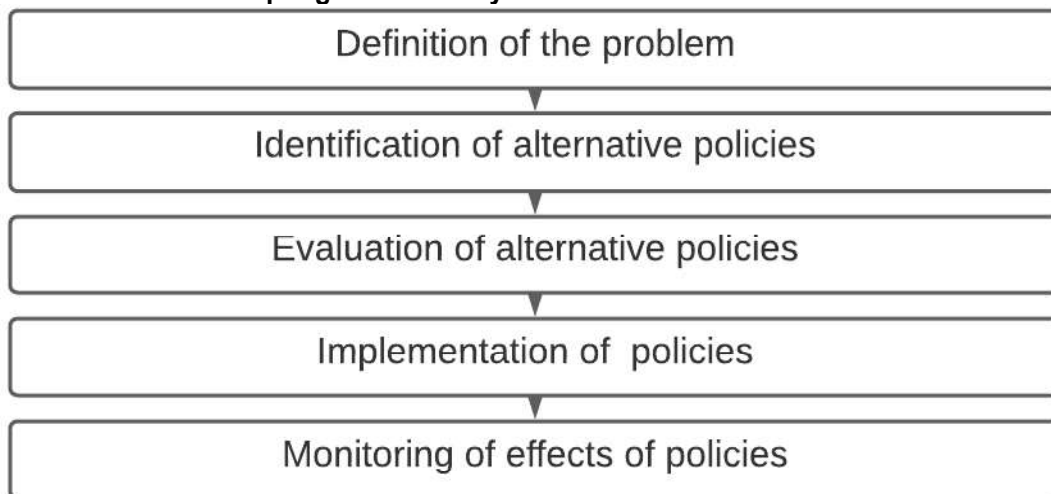 Definition of the problem
Identification of alternative policies
Evaluation of alternative policies
Implementation of  policies
Monitoring of effects of policies